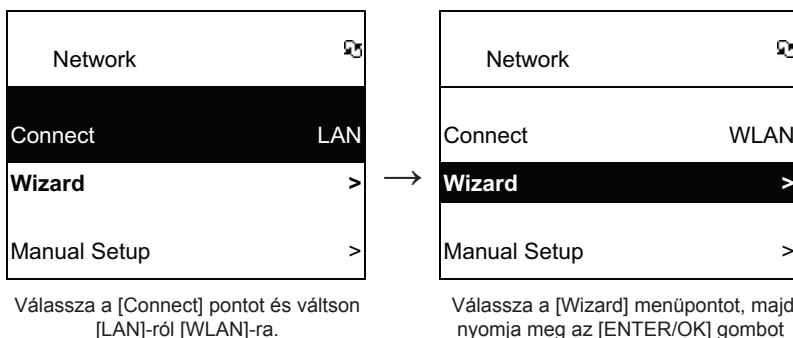 Network
Connect LAN
Wizard >
Manual Setup >
Válassza a [Connect] pontot és váltson
[LAN]-ról [WLAN]-ra.
→
Network
Connect WLAN
Wizard >
Manual Setup >
Válassza a [Wizard] menüpontot, majd
nyomja meg az [ENTER/OK] gombot